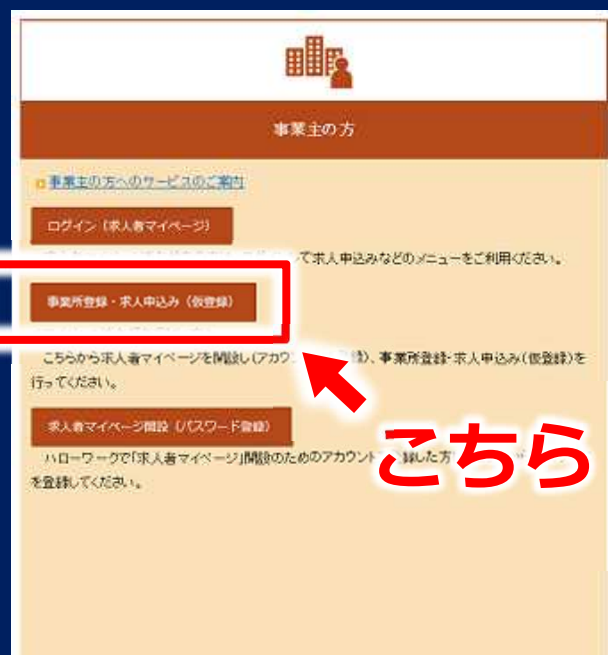 事業主の方
事業主の方へのサービスのご案内
ログイン（求人者マイページ）
て求人申込みなどのメニューをご利用ください。
事業所登録・求人申込み（仮登録）
こちらから求人者マイページを開設し（アカウ 録）、事業所登録・求人申込み（仮登録）を
行ってください。
求人者マイページ開設（パスワード登録）
ハローワークで「求人者マイページ」開設のためのアカウント 録した方
を登録してください。
こちら